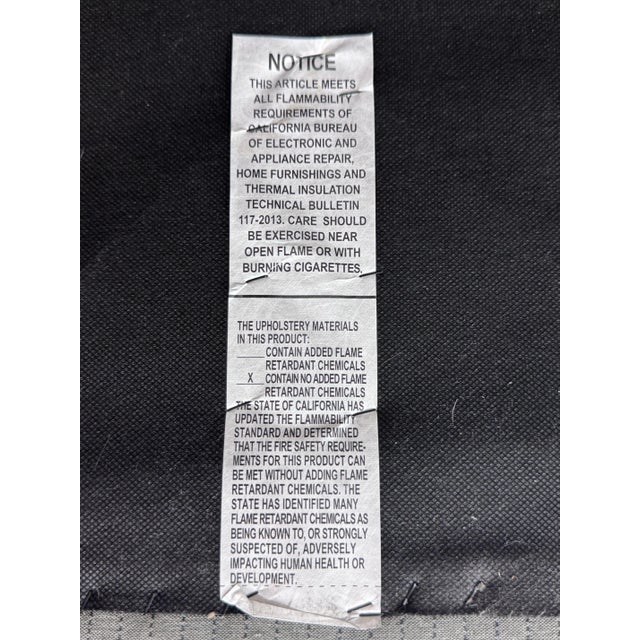 NOTICE
THIS ARTICLE MEETS
ALL FLAMMABILITY
REQUIREMENTS OF
CALIFORNIA BUREAU
OF ELECTRONIC AND
APPLIANCE REPAIR,
HOME FURNISHINGS AND
THERMAL INSULATION
TECHNICAL BULLETIN
117-2013. CARE SHOULD
BE EXERCISED NEAR
OPEN FLAME OR WITH
BURNING CIGARETTES.
THE UPHOLSTERY MATERIALS
IN THIS PRODUCT:
____ CONTAIN ADDED FLAME
RETARDANT CHEMICALS
__X__ CONTAIN NO ADDED FLAME
RETARDANT CHEMICALS
THE STATE OF CALIFORNIA HAS
UPDATED THE FLAMMABILITY
STANDARD AND DETERMINED
THAT THE FIRE SAFETY REQUIRE-
MENTS FOR THIS PRODUCT CAN
BE MET WITHOUT ADDING FLAME
RETARDANT CHEMICALS. THE
STATE HAS IDENTIFIED MANY
FLAME RETARDANT CHEMICALS AS
BEING KNOWN TO, OR STRONGLY
SUSPECTED OF, ADVERSELY
IMPACTING HUMAN HEALTH OR
DEVELOPMENT.